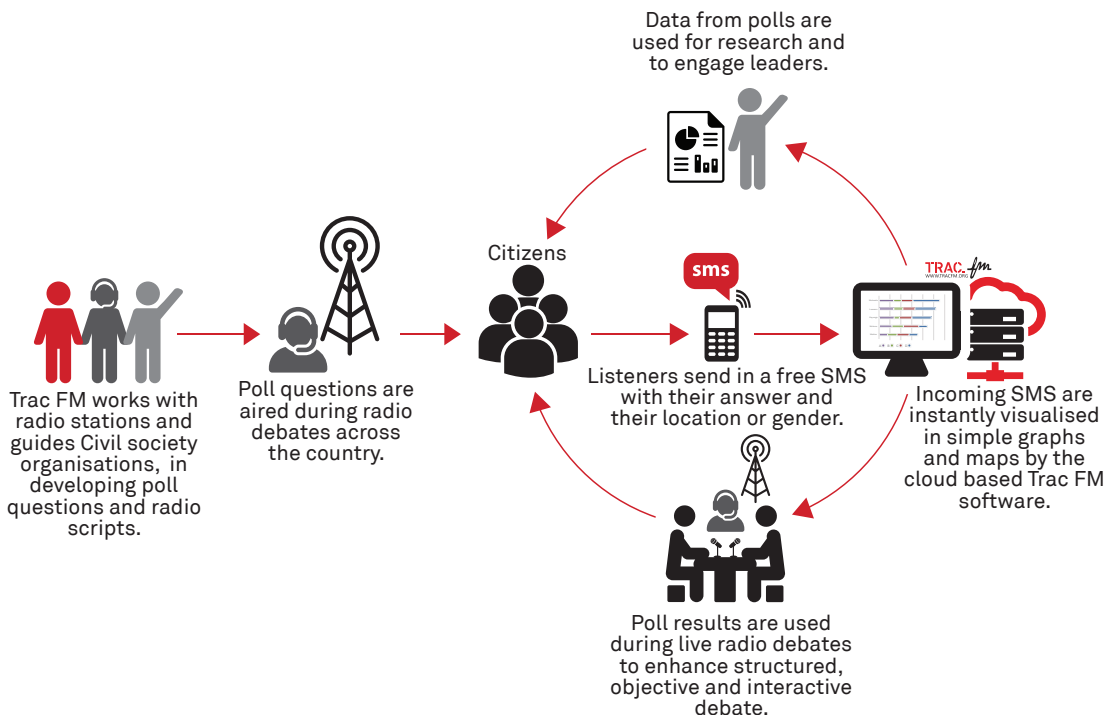 Data from polls are
used for research and
to engage leaders.
Citizens
sms
TRAC. fm
WWW.TRACFM.ORG
Trac FM works with
radio stations and
guides Civil society
organisations, in
developing poll
questions and radio
scripts.
Poll questions are
aired during radio
debates across
the country.
Listeners send in a free SMS
with their answer and
their location or gender.
Incoming SMS are
instantly visualised
in simple graphs
and maps by the
cloud based Trac FM
software.
Poll results are used
during live radio debates
to enhance structured,
objective and interactive
debate.